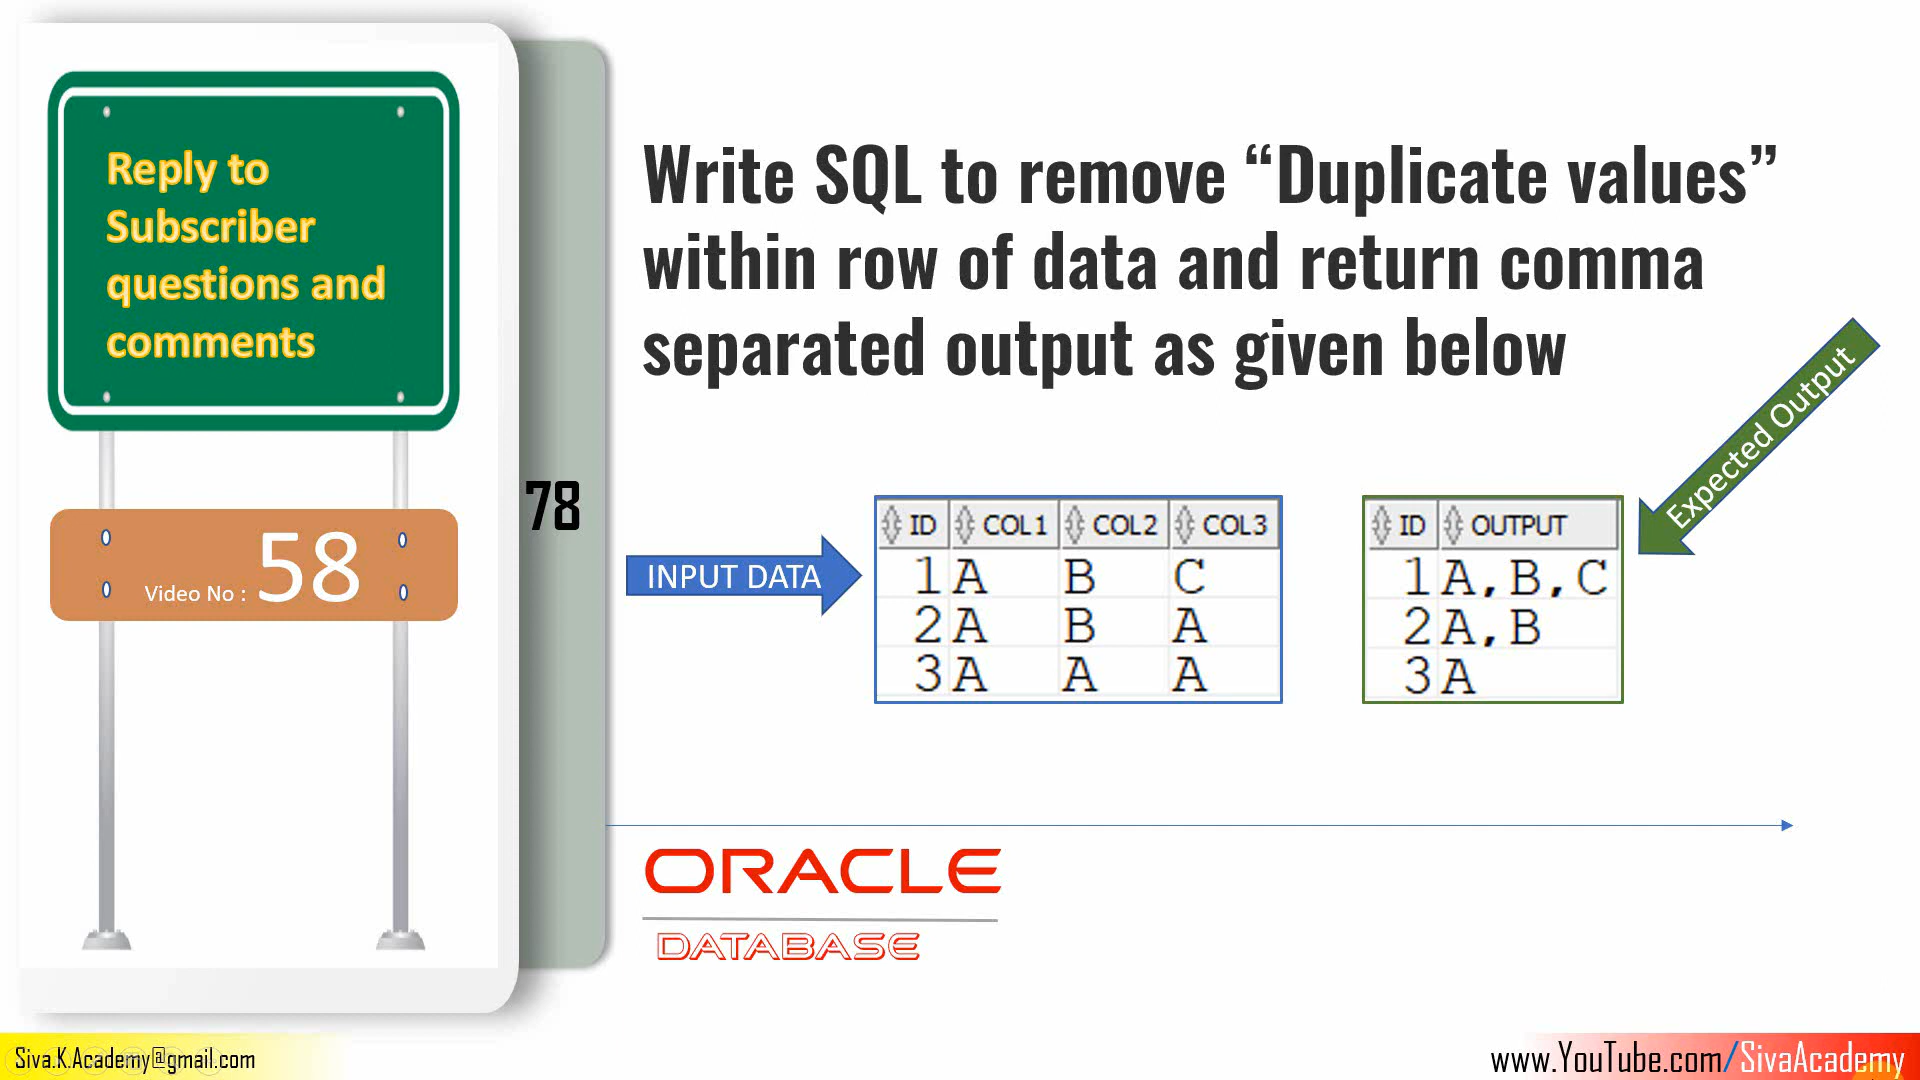 Reply to
Subscriber
questions and
comments
Video No : 58
78
Write SQL to remove “Duplicate values”
within row of data and return comma
separated output as given below
Expected Output
INPUT DATA
ID COL1 COL2 COL3
1 A B C
2 A B A
3 A A A
ID OUTPUT
1 A,B,C
2 A,B
3 A
ORACLE
DATABASE
Siva.K.Academy@gmail.com
www.YouTube.com/SivaAcademy